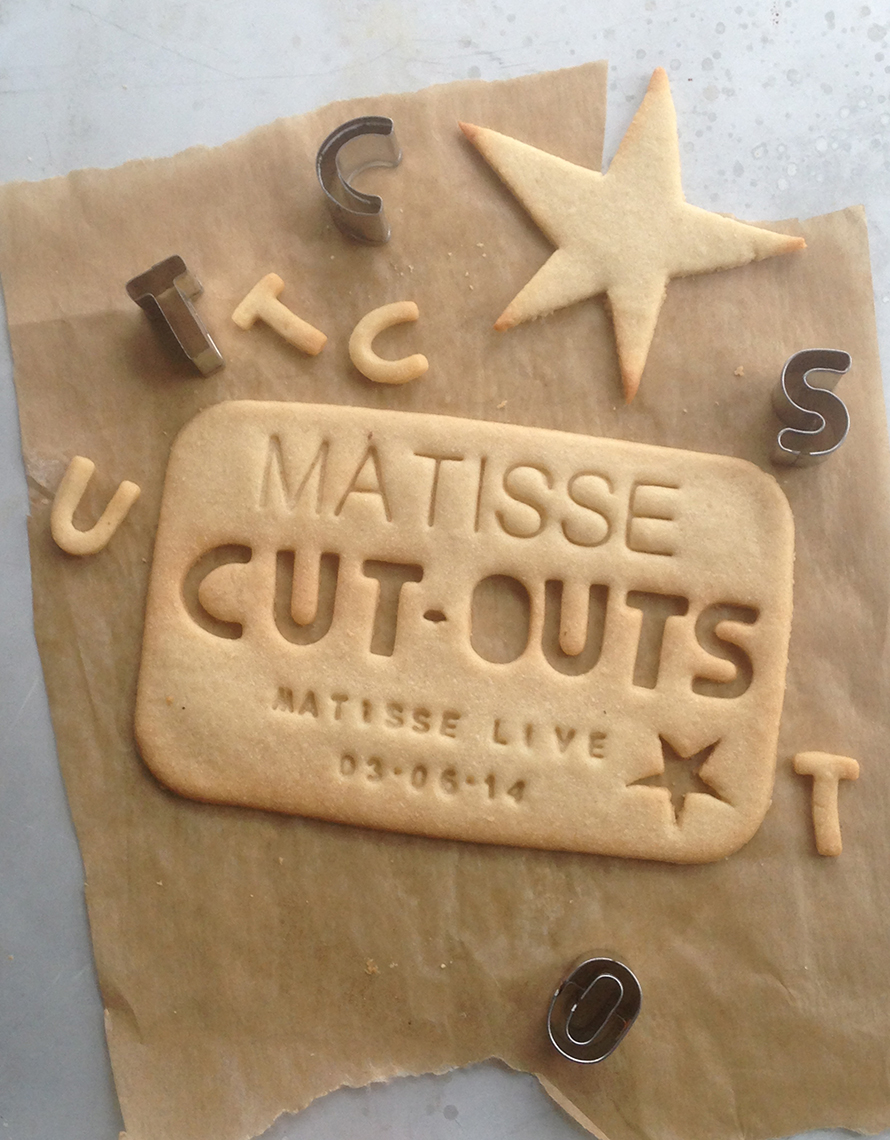 C
T T C
S
U
MATISSE
CUT-OUTS
MATISSE LIVE
03·06·14
T
O